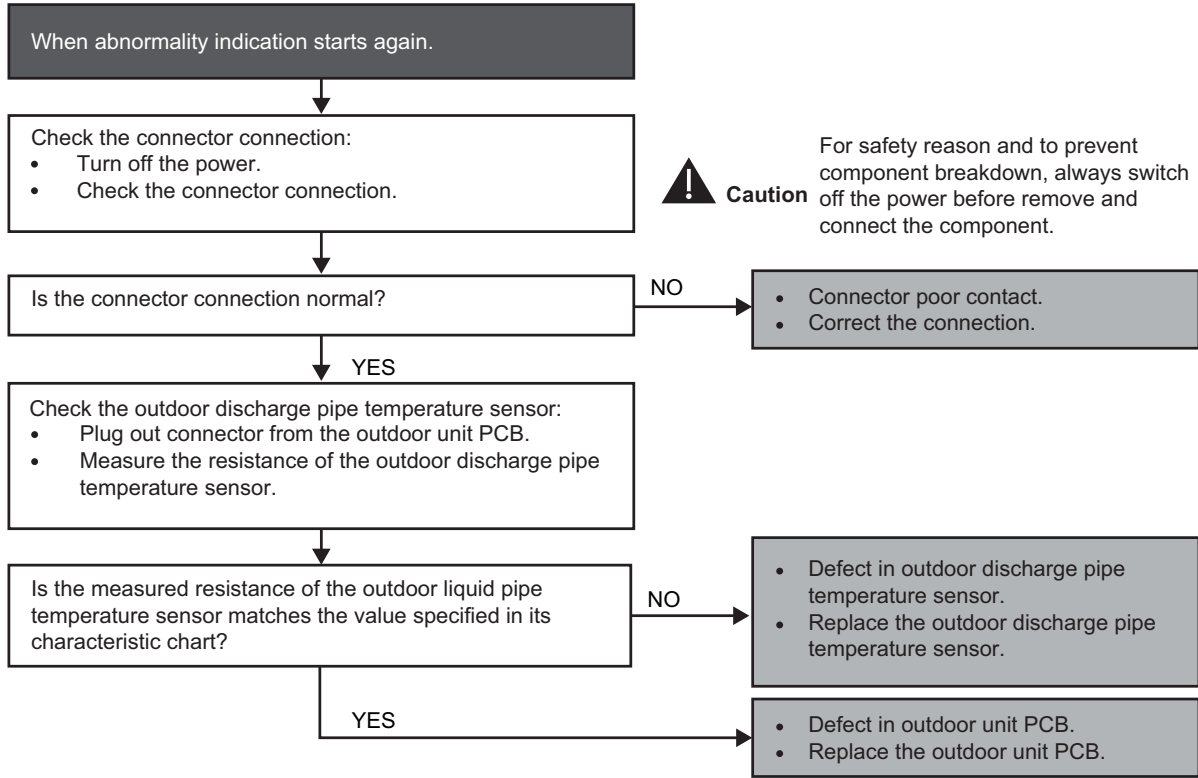 When abnormality indication starts again.
Check the connector connection:
• Turn off the power.
• Check the connector connection.
Caution
For safety reason and to prevent
component breakdown, always switch
off the power before remove and
connect the component.
Is the connector connection normal?
NO
• Connector poor contact.
• Correct the connection.
YES
Check the outdoor discharge pipe temperature sensor:
• Plug out connector from the outdoor unit PCB.
• Measure the resistance of the outdoor discharge pipe
temperature sensor.
Is the measured resistance of the outdoor liquid pipe
temperature sensor matches the value specified in its
characteristic chart?
NO
• Defect in outdoor discharge pipe
temperature sensor.
• Replace the outdoor discharge pipe
temperature sensor.
YES
• Defect in outdoor unit PCB.
• Replace the outdoor unit PCB.